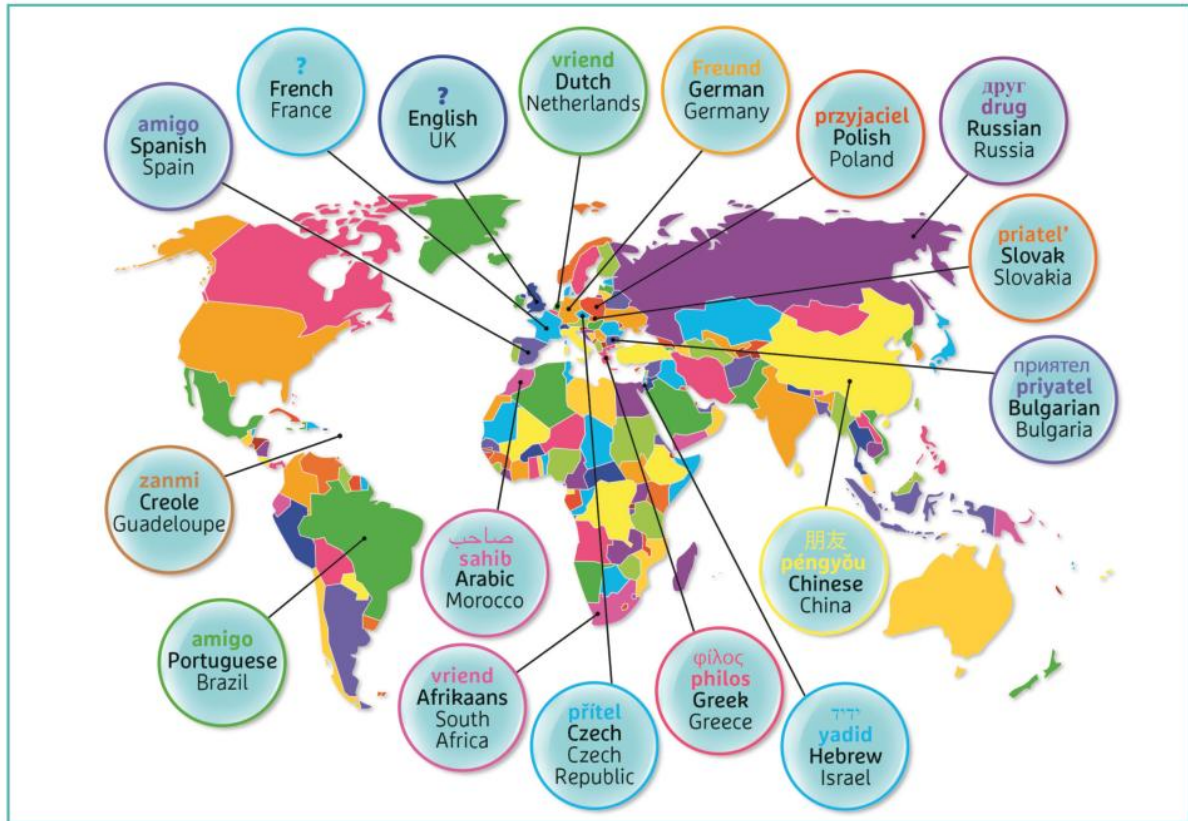 amigo
Spanish
Spain
?
French
France
?
English
UK
vriend
Dutch
Netherlands
Freund
German
Germany
przyjaciel
Polish
Poland
друг
drug
Russian
Russia
priatel’
Slovak
Slovakia
приятел
priyatel
Bulgarian
Bulgaria
zanmi
Creole
Guadeloupe
صاحب
sahib
Arabic
Morocco
朋友
péngyǒu
Chinese
China
amigo
Portuguese
Brazil
vriend
Afrikaans
South
Africa
přítel
Czech
Czech
Republic
φίλος
philos
Greek
Greece
ידיד
yadid
Hebrew
Israel